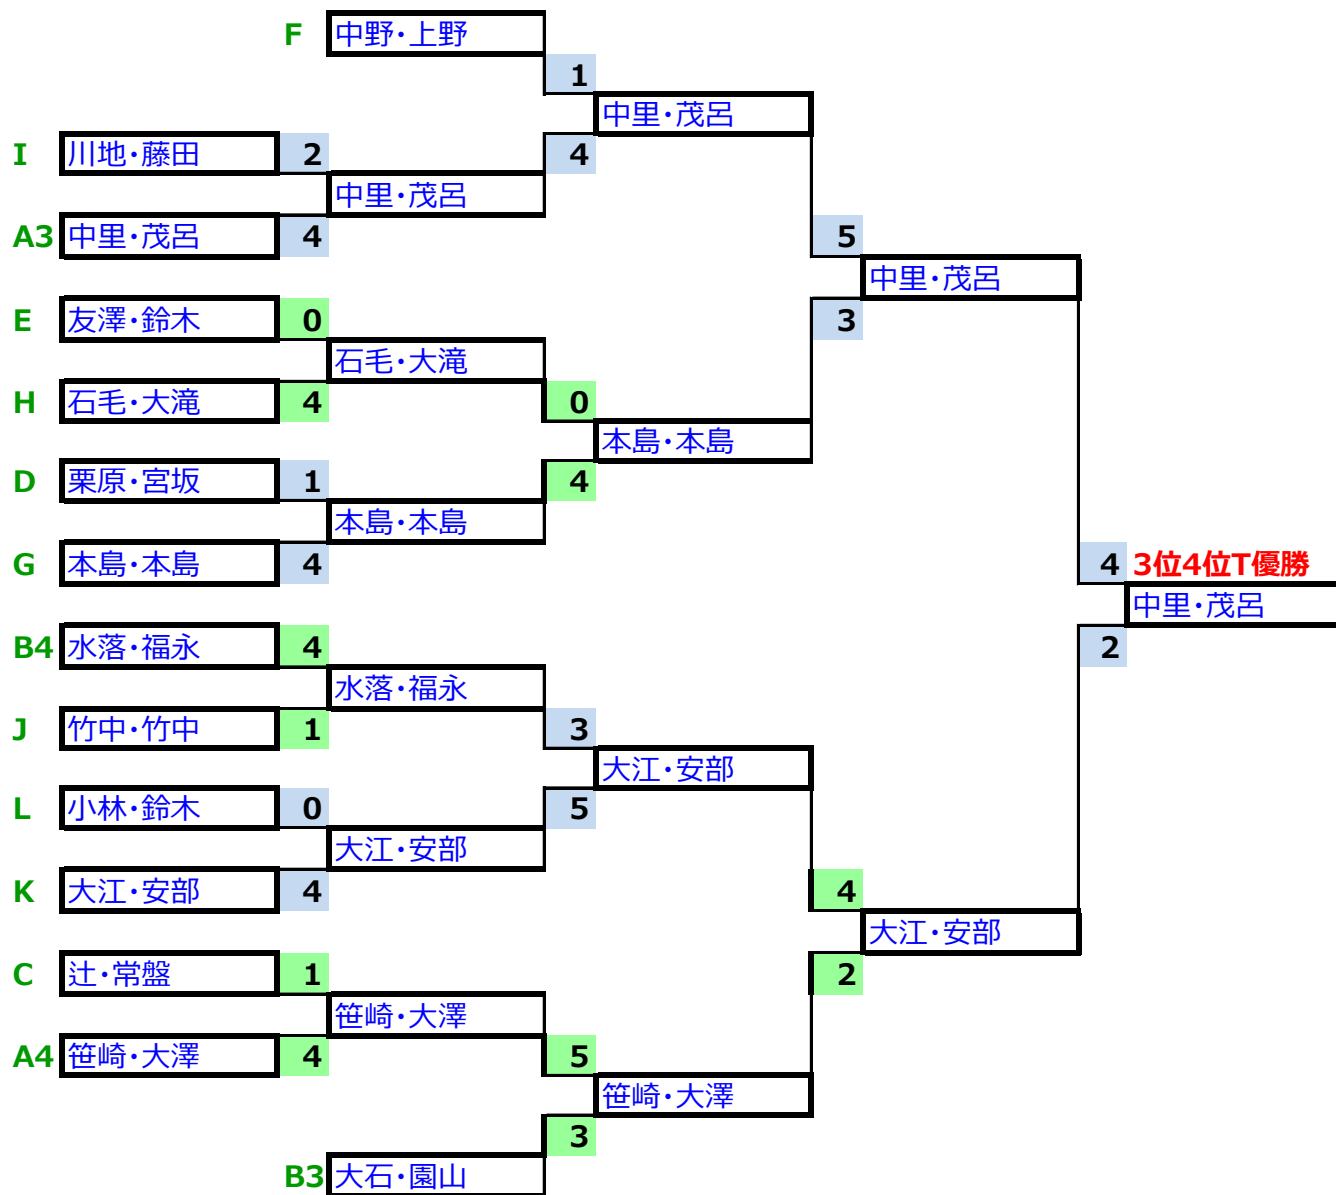 F 中野・上野
1
中里・茂呂
I 川地・藤田 2 4
中里・茂呂
A3 中里・茂呂 4 5
中里・茂呂
E 友澤・鈴木 0 3
石毛・大滝
H 石毛・大滝 4 0
本島・本島
D 栗原・宮坂 1 4
本島・本島
G 本島・本島 4 4 3位4位T優勝
中里・茂呂
B4 水落・福永 4 2
水落・福永
J 竹中・竹中 1 3
大江・安部
L 小林・鈴木 0 5
大江・安部
K 大江・安部 4 4
大江・安部
C 辻・常盤 1 2
笹崎・大澤
A4 笹崎・大澤 4 5
笹崎・大澤
3
B3 大石・園山